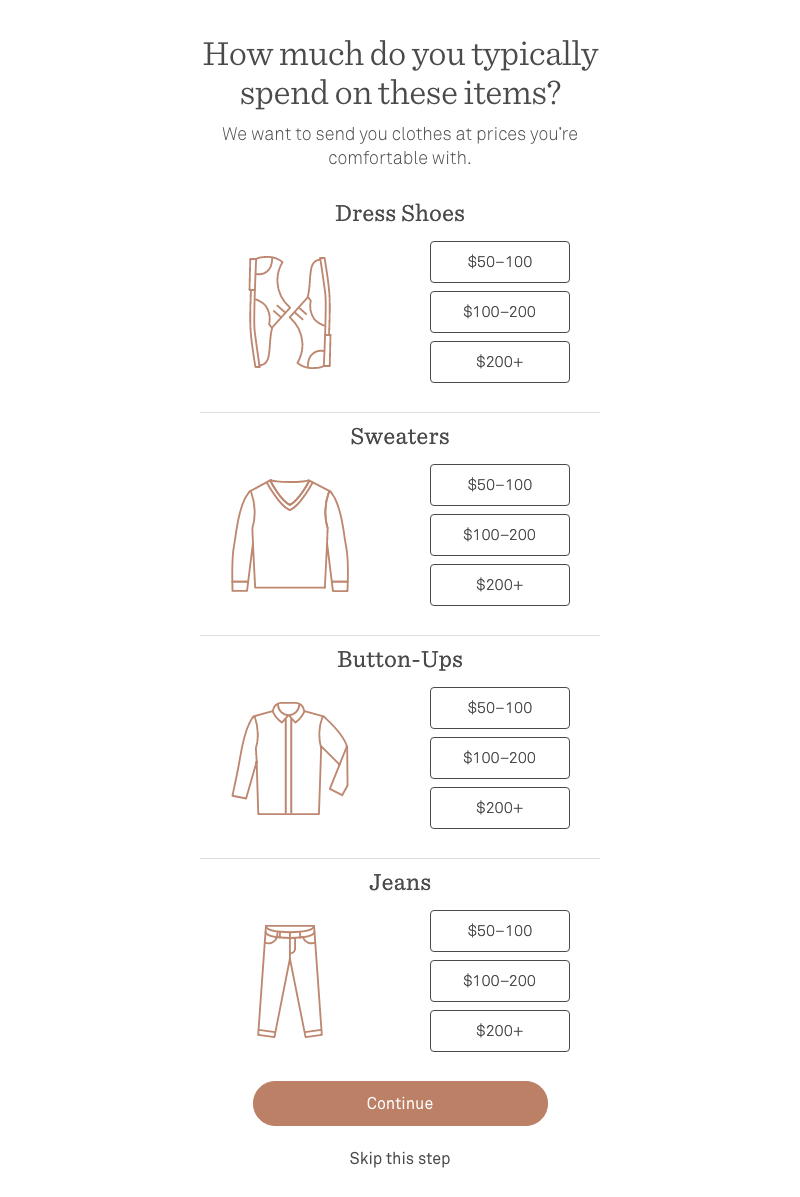 How much do you typically
spend on these items?
We want to send you clothes at prices you're
comfortable with.
Dress Shoes
$50–100
$100–200
$200+
Sweaters
$50–100
$100–200
$200+
Button-Ups
$50–100
$100–200
$200+
Jeans
$50–100
$100–200
$200+
Continue
Skip this step